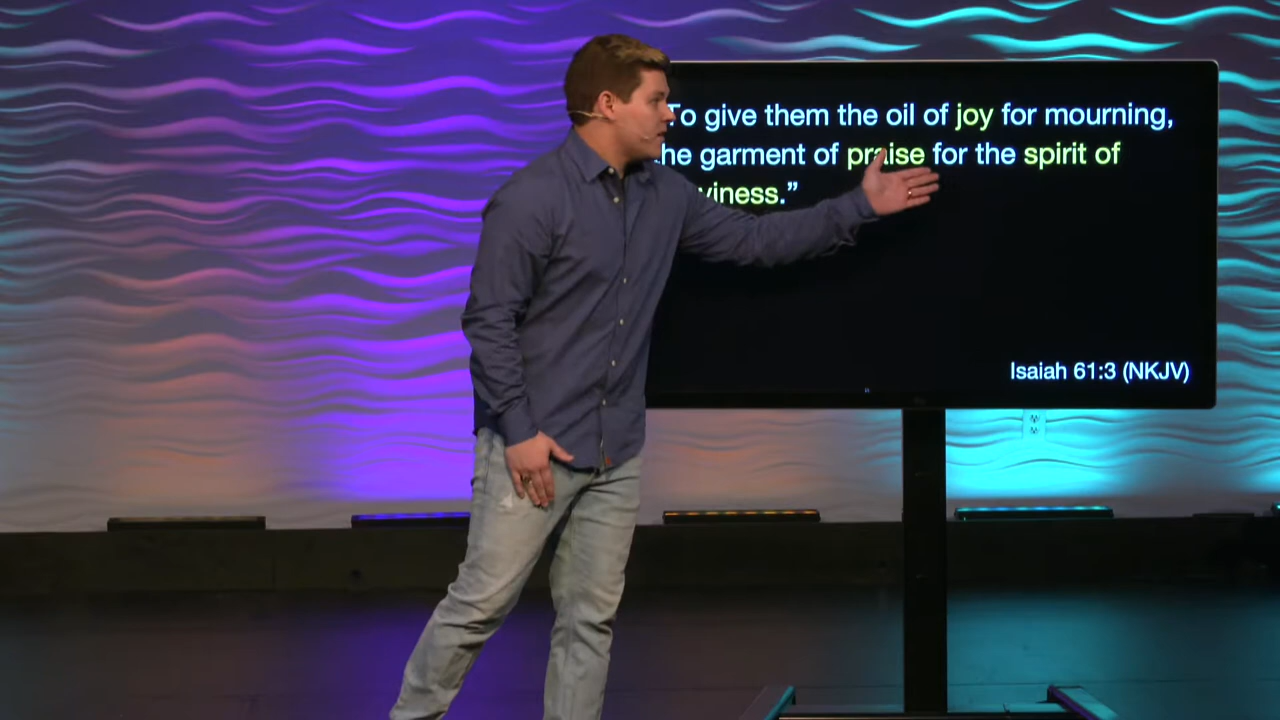 To give them the oil of joy for mourning,
he garment of praise for the spirit of
viness.”
Isaiah 61:3 (NKJV)